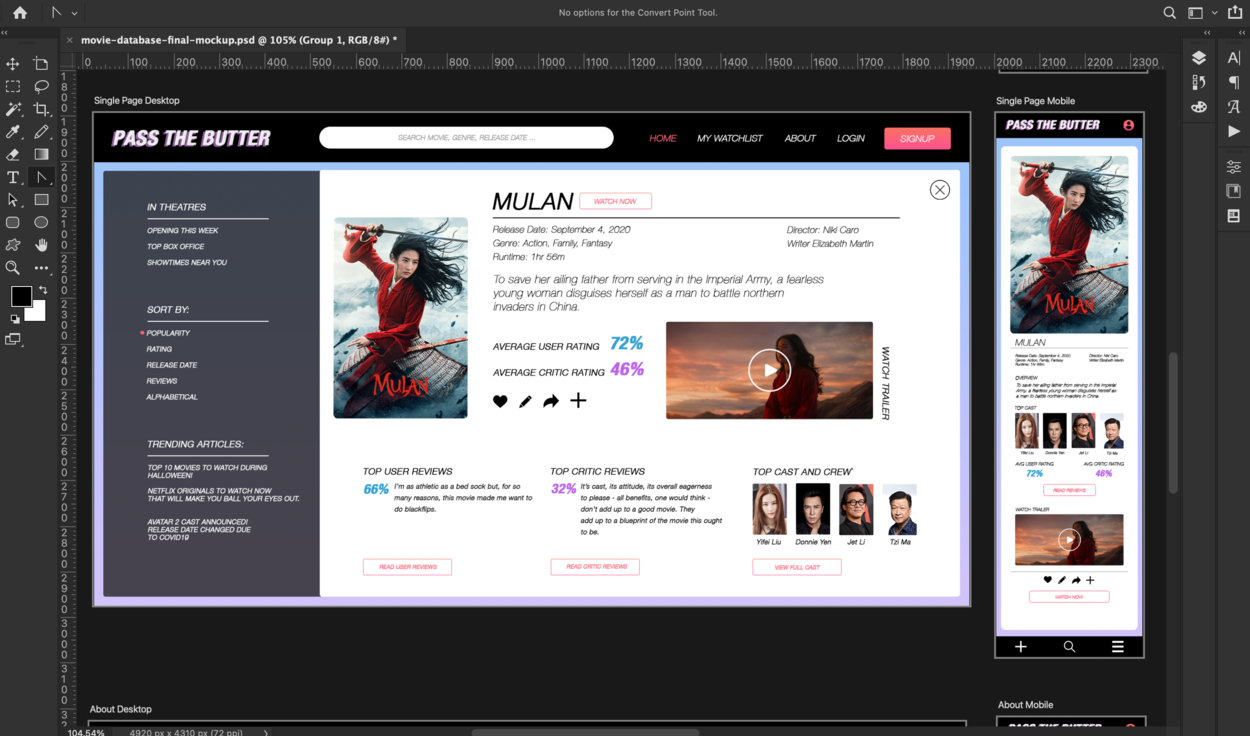 No options for the Convert Point Tool.
movie-database-final-mockup.psd @ 105% (Group 1, RGB/8#) *
0 100 200 300 400 500 600 700 800 900 1000 1100 1200 1300 1400 1500 1600 1700 1800 1900 2000 2100 2200 2300
Single Page Desktop
PASS THE BUTTER
SEARCH MOVIE, GENRE, RELEASE DATE ...
HOME
MY WATCHLIST
ABOUT
LOGIN
SIGNUP
IN THEATRES
OPENING THIS WEEK
TOP BOX OFFICE
SHOWTIMES NEAR YOU
SORT BY:
POPULARITY
RATING
RELEASE DATE
REVIEWS
ALPHABETICAL
TRENDING ARTICLES:
TOP 10 MOVIES TO WATCH DURING
HALLOWEEN!
NETFLIX ORIGINALS TO WATCH NOW
THAT WILL MAKE YOU BALL YOUR EYES OUT.
AVATAR 2 CAST ANNOUNCED!
RELEASE DATE CHANGED DUE
TO COVID19
MULAN
MULAN
WATCH NOW
Release Date: September 4, 2020
Genre: Action, Family, Fantasy
Runtime: 1hr 56m
Director: Niki Caro
Writer Elizabeth Martin
To save her ailing father from serving in the Imperial Army, a fearless
young woman disguises herself as a man to battle northern
invaders in China.
AVERAGE USER RATING 72%
AVERAGE CRITIC RATING 46%
WATCH TRAILER
TOP USER REVIEWS
66%
I'm as athletic as a bed sock but, for so
many reasons, this movie made me want to
do blackflips.
READ USER REVIEWS
TOP CRITIC REVIEWS
32%
It's cast, its attitude, its overall eagerness
to please - all benefits, one would think -
don't add up to a good movie. They
add up to a blueprint of the movie this ought
to be.
READ CRITIC REVIEWS
TOP CAST AND CREW
Yifei Liu
Donnie Yen
Jet Li
Tzi Ma
VIEW FULL CAST
Single Page Mobile
PASS THE BUTTER
MULAN
MULAN
Release Date: September 4, 2020
Genre: Action, Family, Fantasy
Runtime: 1hr 56m
Director: Niki Caro
Writer Elizabeth Martin
OVERVIEW
To save her ailing father from serving in the Imperial
Army, a fearless young woman disguises herself as
a man to battle northern invaders in China.
TOP CAST
Yifei Liu
Donnie Yen
Jet Li
Tzi Ma
AVG USER RATING
72%
AVG CRITIC RATING
46%
READ REVIEWS
WATCH TRAILER
WATCH NOW
About Desktop
About Mobile
PASS THE BUTTER
104.54%
4920 px x 4310 px (72 ppi)